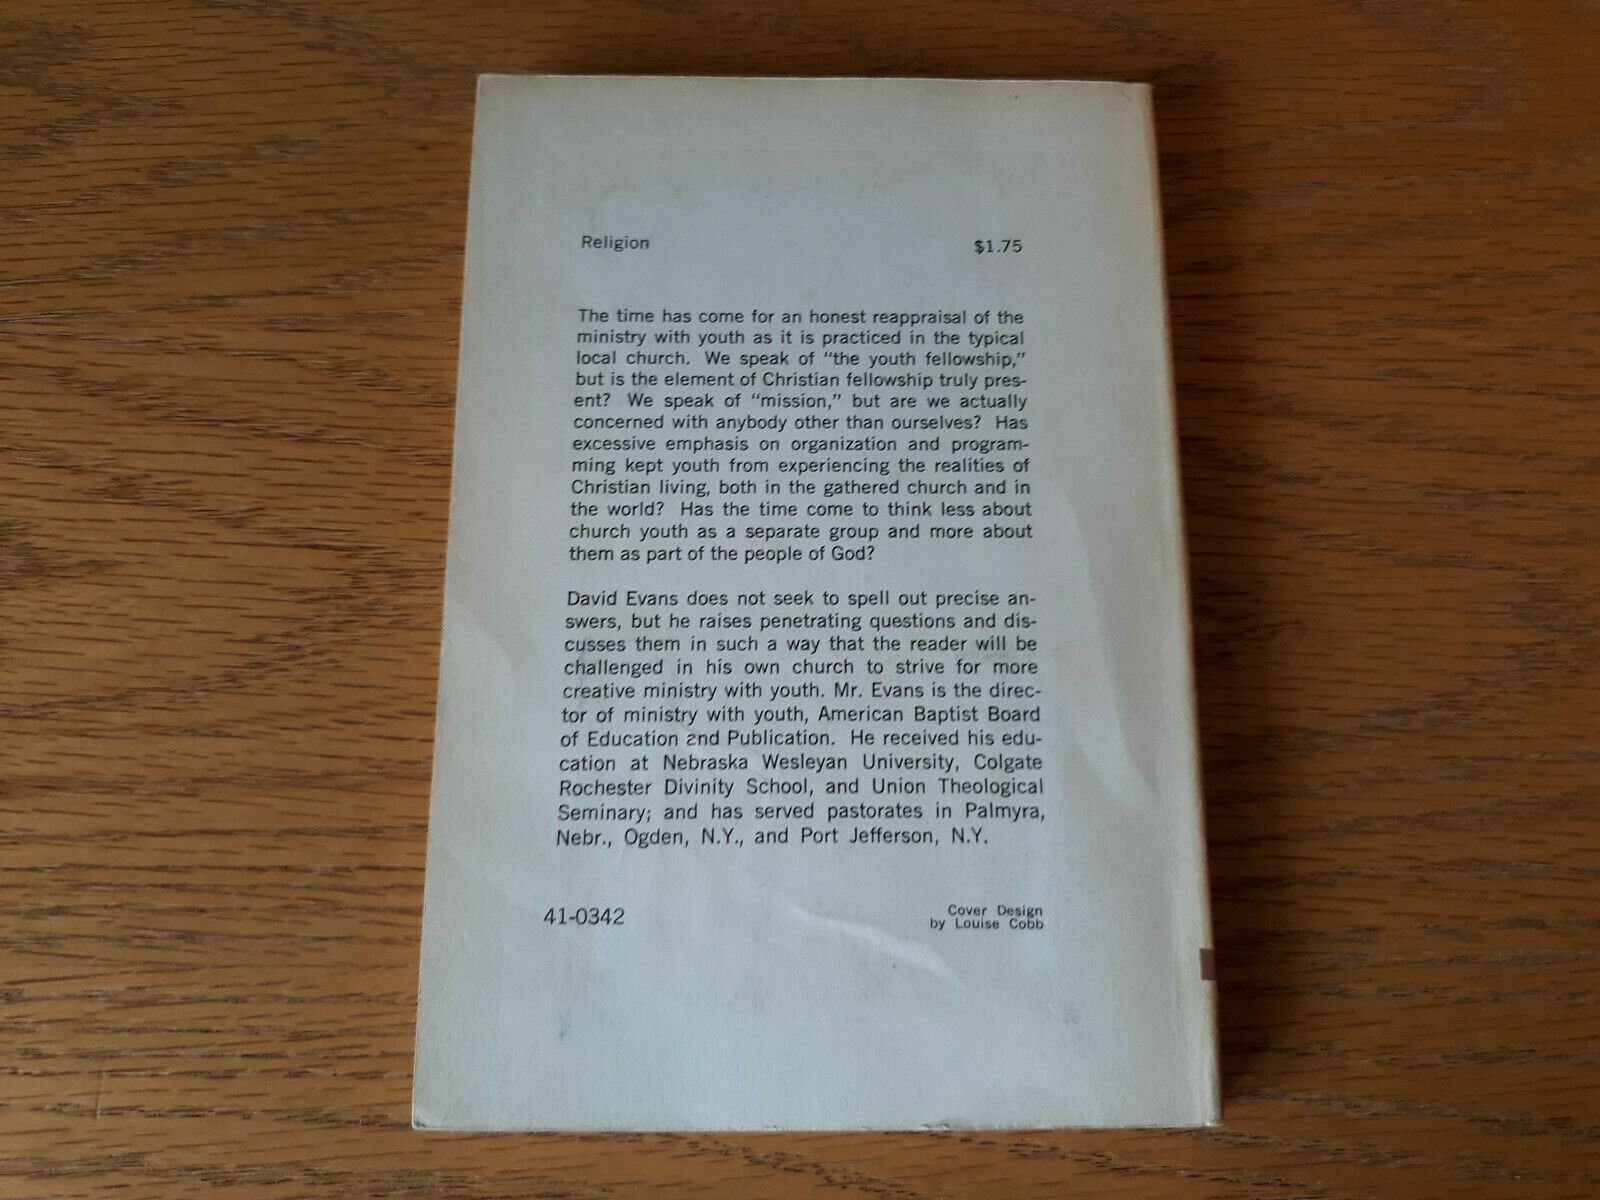 Religion
$1.75
The time has come for an honest reappraisal of the
ministry with youth as it is practiced in the typical
local church. We speak of "the youth fellowship,"
but is the element of Christian fellowship truly pres-
ent? We speak of "mission," but are we actually
concerned with anybody other than ourselves? Has
excessive emphasis on organization and program-
ming kept youth from experiencing the realities of
Christian living, both in the gathered church and in
the world? Has the time come to think less about
church youth as a separate group and more about
them as part of the people of God?
David Evans does not seek to spell out precise an-
swers, but he raises penetrating questions and dis-
cusses them in such a way that the reader will be
challenged in his own church to strive for more
creative ministry with youth. Mr. Evans is the direc-
tor of ministry with youth, American Baptist Board
of Education and Publication. He received his edu-
cation at Nebraska Wesleyan University, Colgate
Rochester Divinity School, and Union Theological
Seminary; and has served pastorates in Palmyra,
Nebr., Ogden, N.Y., and Port Jefferson, N.Y.
41-0342
Cover Design
by Louise Cobb